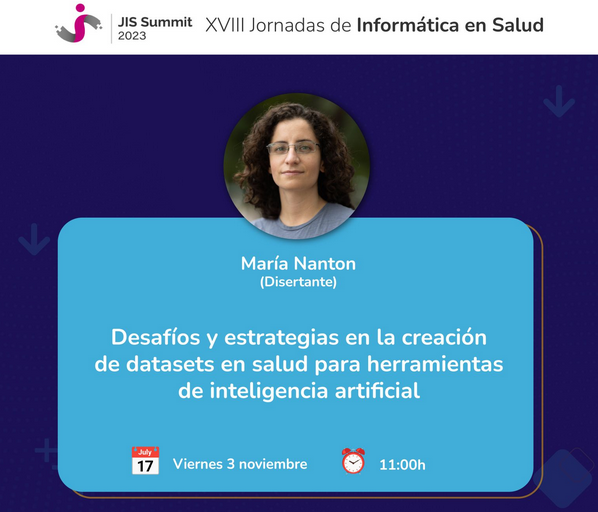 JIS Summit
2023
XVIII Jornadas de Informática en Salud
María Nanton
(Disertante)
Desafíos y estrategias en la creación
de datasets en salud para herramientas
de inteligencia artificial
July
17
Viernes 3 noviembre
11:00h